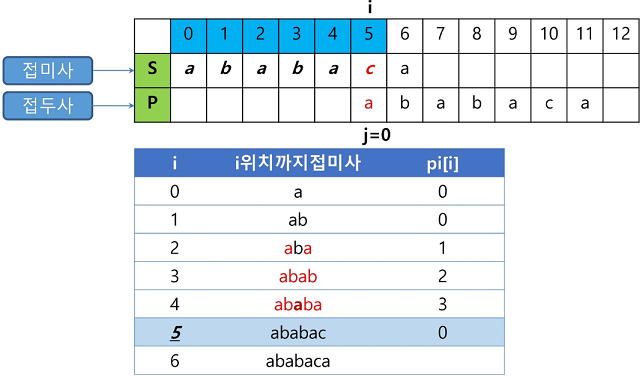 i
0 1 2 3 4 5 6 7 8 9 10 11 12
접미사 S a b a b a c a
접두사 P a b a b a c a
j=0
i i위치까지접미사 pi[i]
0 a 0
1 ab 0
2 aba 1
3 abab 2
4 ababa 3
5 ababac 0
6 ababaca